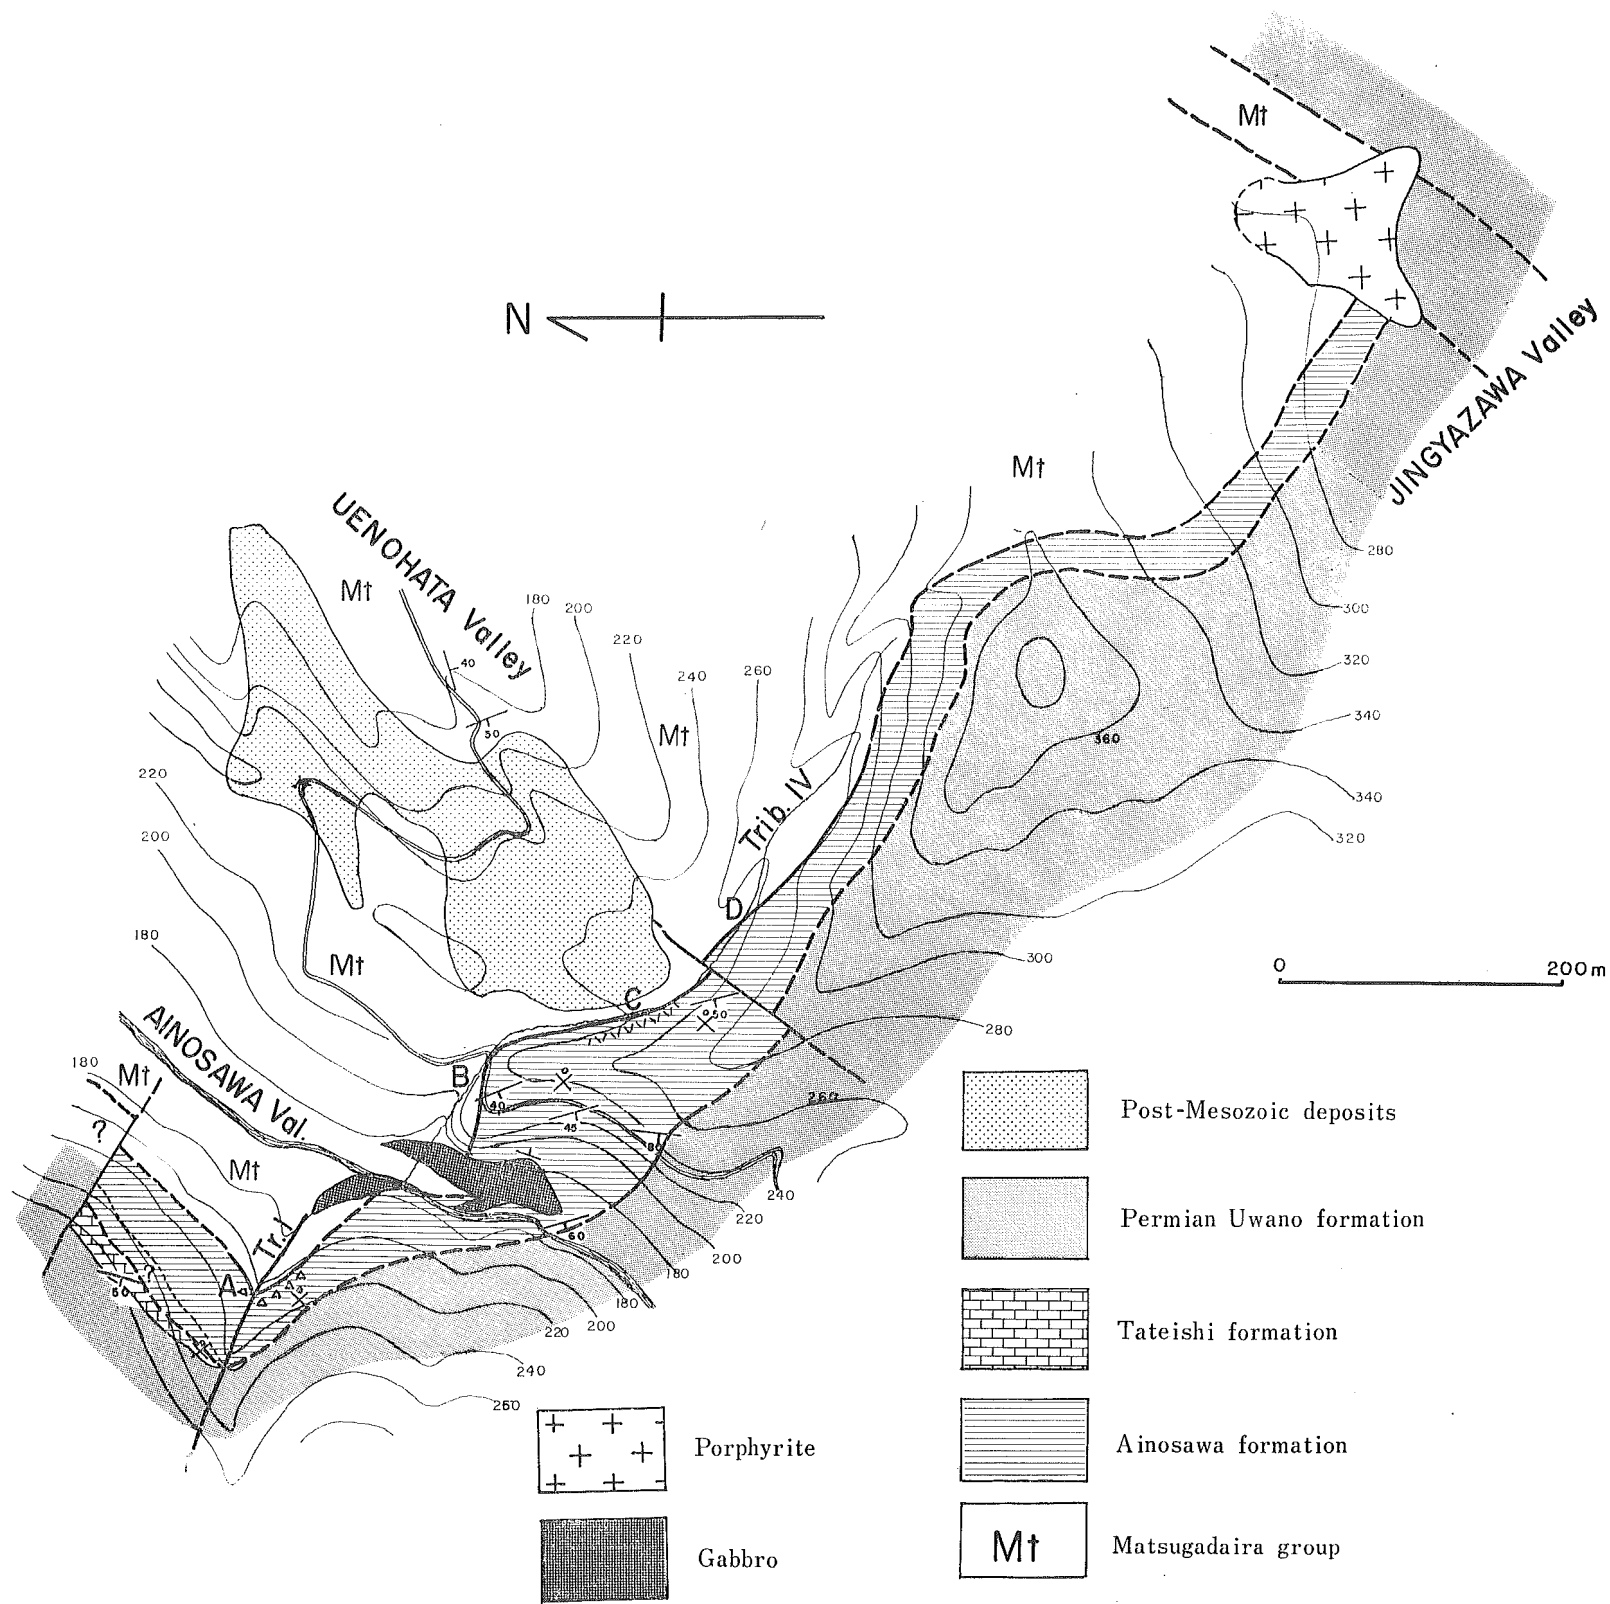 Mt
N
JINGYAZAWA Valley
Mt
UENOHATA Valley
Mt
280
180
200
300
220
40
320
260
240
340
30
Mt
360
220
Trib. IV
340
200
320
D
180
300
Mt
0 200m
C
50
280
AINOSAWA Val.
180
Mt
B
40
260
?
45
Mt
80
240
220
Tr.I
60
200
?
A
180
50
180
200
220
240
260
Post-Mesozoic deposits
Permian Uwano formation
Tateishi formation
Ainosawa formation
Mt Matsugadaira group
Porphyrite
Gabbro